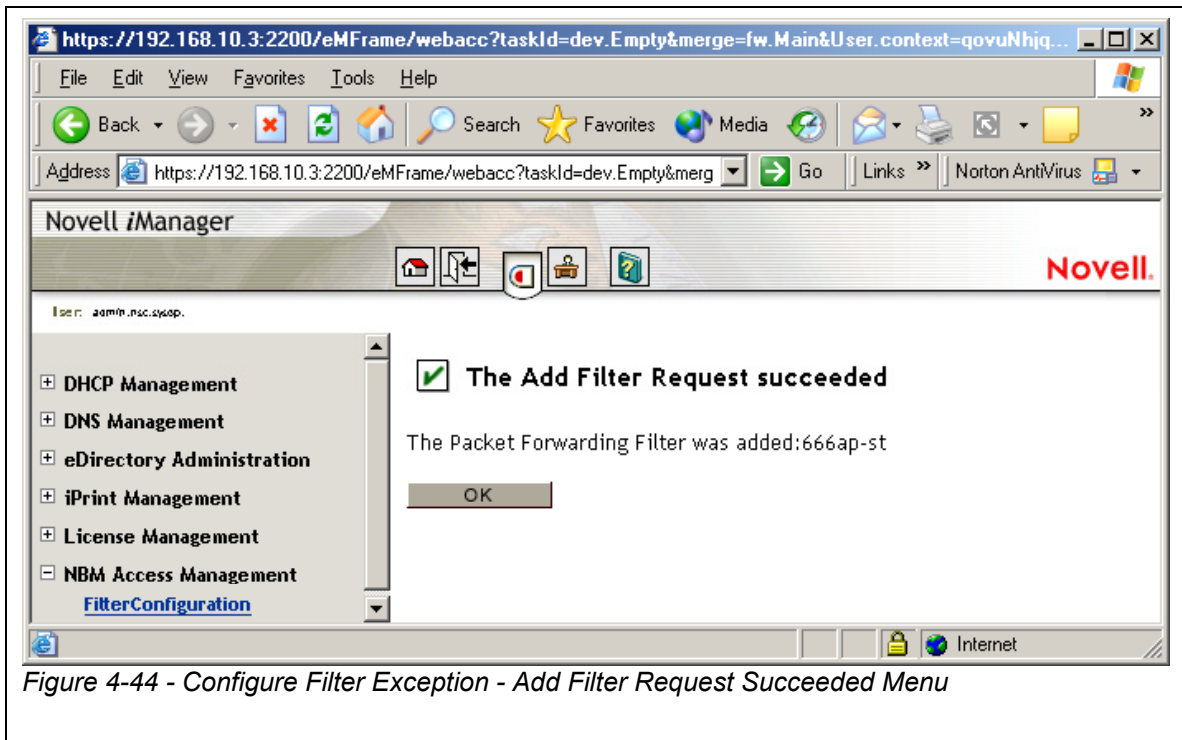 https://192.168.10.3:2200/eMFrame/webacc?taskId=dev.Empty&merge=fw.Main&User.context=qovuNhjq...
File Edit View Favorites Tools Help
Back Search Favorites Media »
Address https://192.168.10.3:2200/eMFrame/webacc?taskId=dev.Empty&merg Go Links » Norton AntiVirus
Novell iManager
Novell.
User: admin.nsc.sysop.
DHCP Management
DNS Management
eDirectory Administration
iPrint Management
License Management
NBM Access Management
FilterConfiguration
The Add Filter Request succeeded
The Packet Forwarding Filter was added:666ap-st
OK
Internet
Figure 4-44 - Configure Filter Exception - Add Filter Request Succeeded Menu